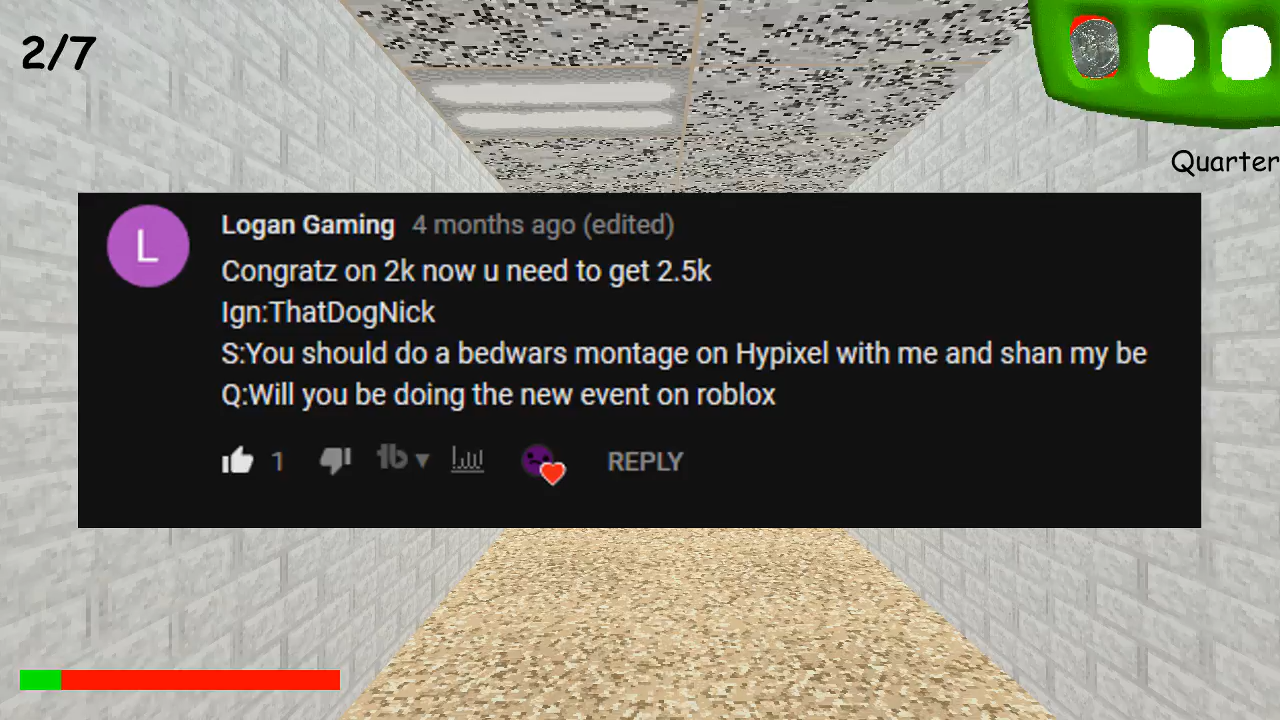 2/7
Quarter
L
Logan Gaming 4 months ago (edited)
Congratz on 2k now u need to get 2.5k
Ign:ThatDogNick
S:You should do a bedwars montage on Hypixel with me and shan my be
Q:Will you be doing the new event on roblox
1 tb REPLY